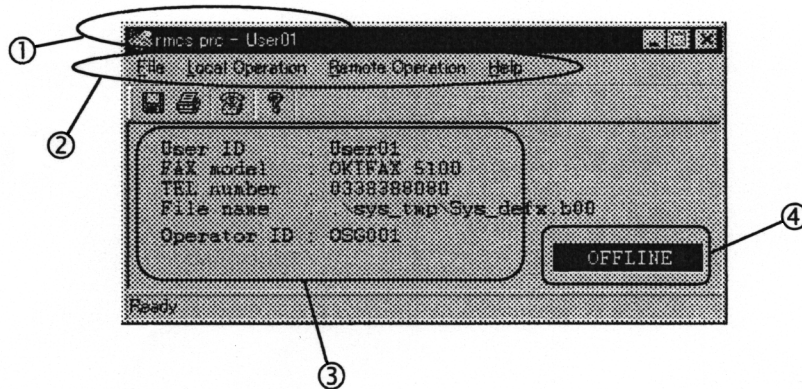 ① rmcs prc - User01
② File Local Operation Remote Operation Help
User ID : User01
FAX model : OKIFAX 5100
TEL number : 0338388080
File name : .\sys_tmp\Sys_defx.b00
Operator ID : OSG001
OFFLINE
④
Ready
③